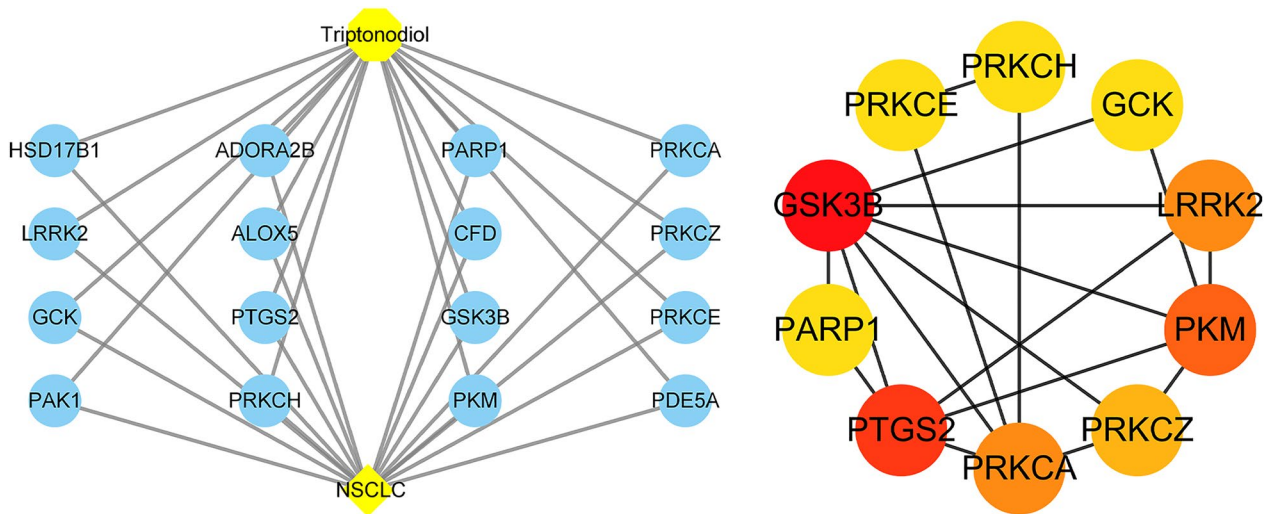 Triptonodiol
HSD17B1
ADORA2B
PARP1
PRKCA
LRRK2
ALOX5
CFD
PRKCZ
GCK
PTGS2
GSK3B
PRKCE
PAK1
PRKCH
PKM
PDE5A
NSCLC
PRKCH
PRKCE
GCK
GSK3B
LRRK2
PARP1
PKM
PTGS2
PRKCZ
PRKCA